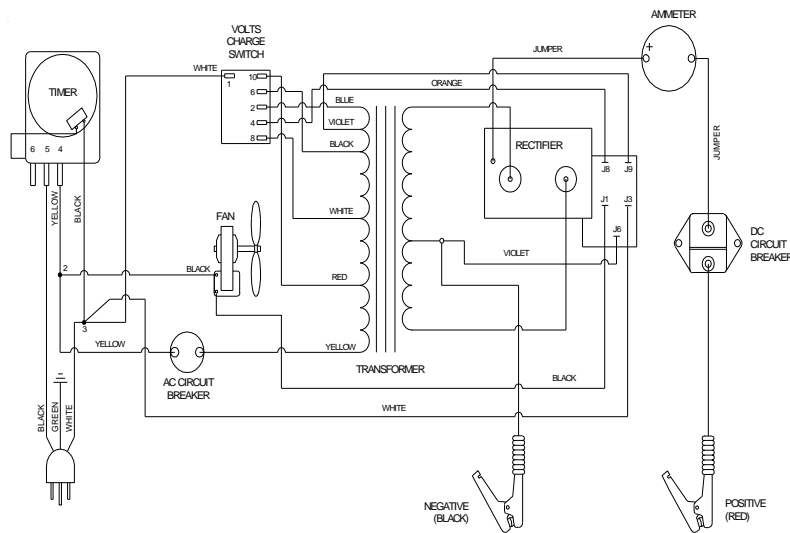 AMMETER
VOLTS
CHARGE
SWITCH
+
JUMPER
WHITE
10
1
6
ORANGE
TIMER
2
BLUE
4
VIOLET
8
BLACK
RECTIFIER
JUMPER
6 5 4
J8 J9
YELLOW
BLACK
J1 J3
WHITE
FAN
J6
DC
CIRCUIT
BREAKER
VIOLET
2
BLACK
RED
3
YELLOW
YELLOW
TRANSFORMER
AC CIRCUIT
BREAKER
BLACK
WHITE
BLACK
GREEN
WHITE
NEGATIVE
(BLACK)
POSITIVE
(RED)